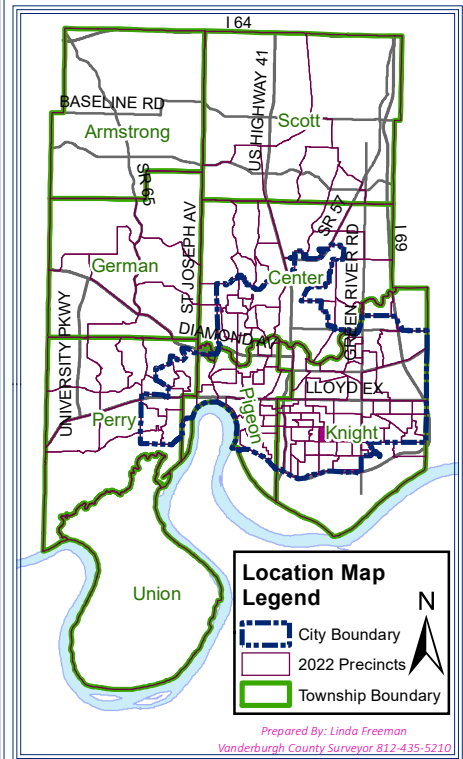 I 64
US HIGHWAY 41
BASELINE RD
Scott
Armstrong
SR 65
ST JOSEPH AV
SR 57
I 69
German
Center
GREEN RIVER RD
UNIVERSITY PKWY
DIAMOND AV
LLOYD EX
Perry
Pigeon
Knight
Union
Location Map
Legend
N
City Boundary
2022 Precincts
Township Boundary
Prepared By: Linda Freeman
Vanderburgh County Surveyor 812-435-5210